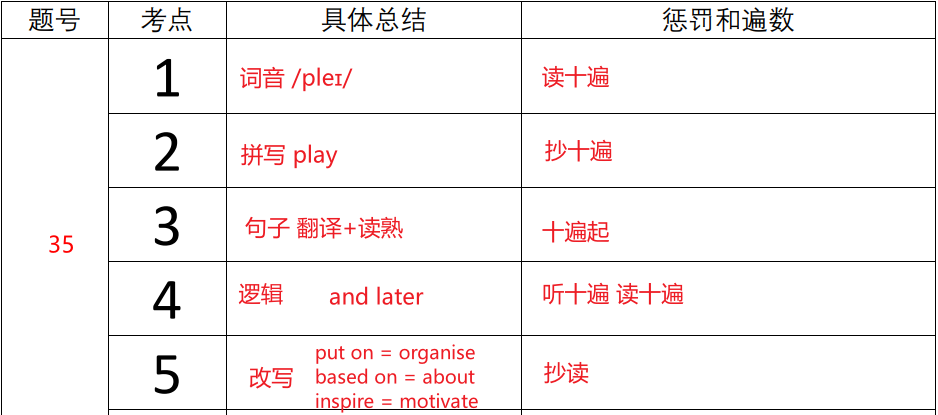 题号 考点 具体总结 惩罚和遍数
35
1 词音 /pleɪ/ 读十遍
2 拼写 play 抄十遍
3 句子 翻译+读熟 十遍起
4 逻辑 and later 听十遍 读十遍
5 改写 put on = organise
based on = about
inspire = motivate
抄读